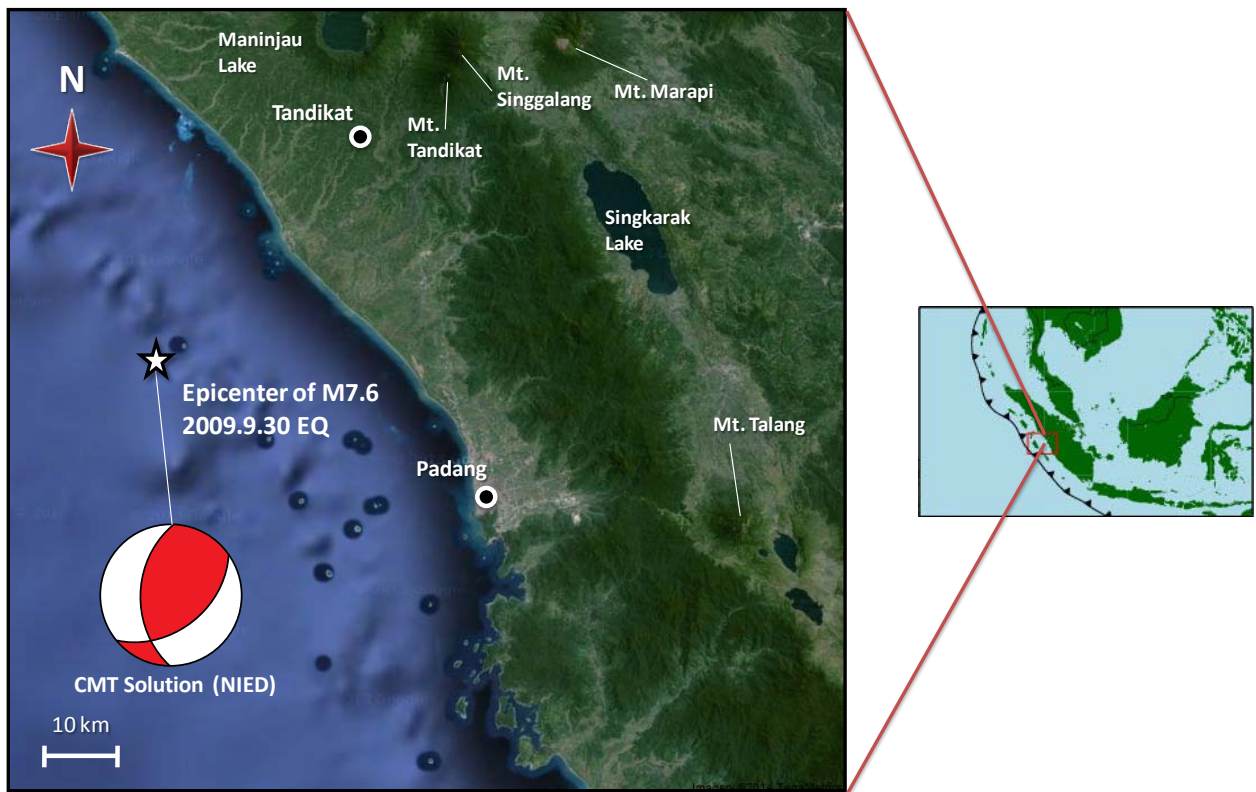 Maninjau
Lake
N
Mt.
Singgalang
Mt. Marapi
Tandikat
Mt.
Tandikat
Singkarak
Lake
Epicenter of M7.6
2009.9.30 EQ
Mt. Talang
Padang
CMT Solution (NIED)
10 km